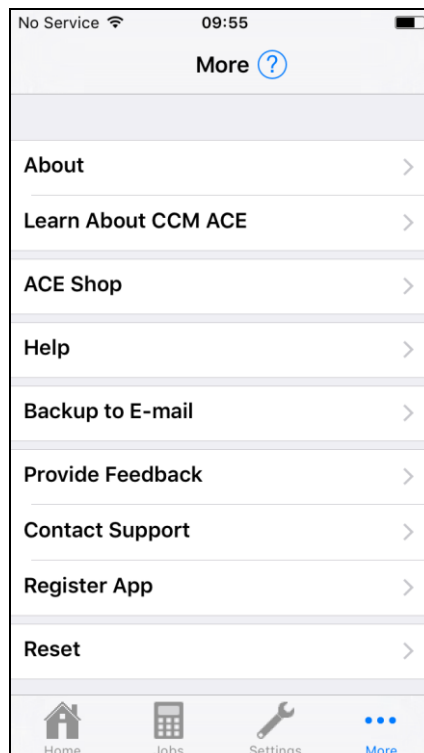 No Service 09:55
More ?
About
Learn About CCM ACE
ACE Shop
Help
Backup to E-mail
Provide Feedback
Contact Support
Register App
Reset
Home Jobs Settings More